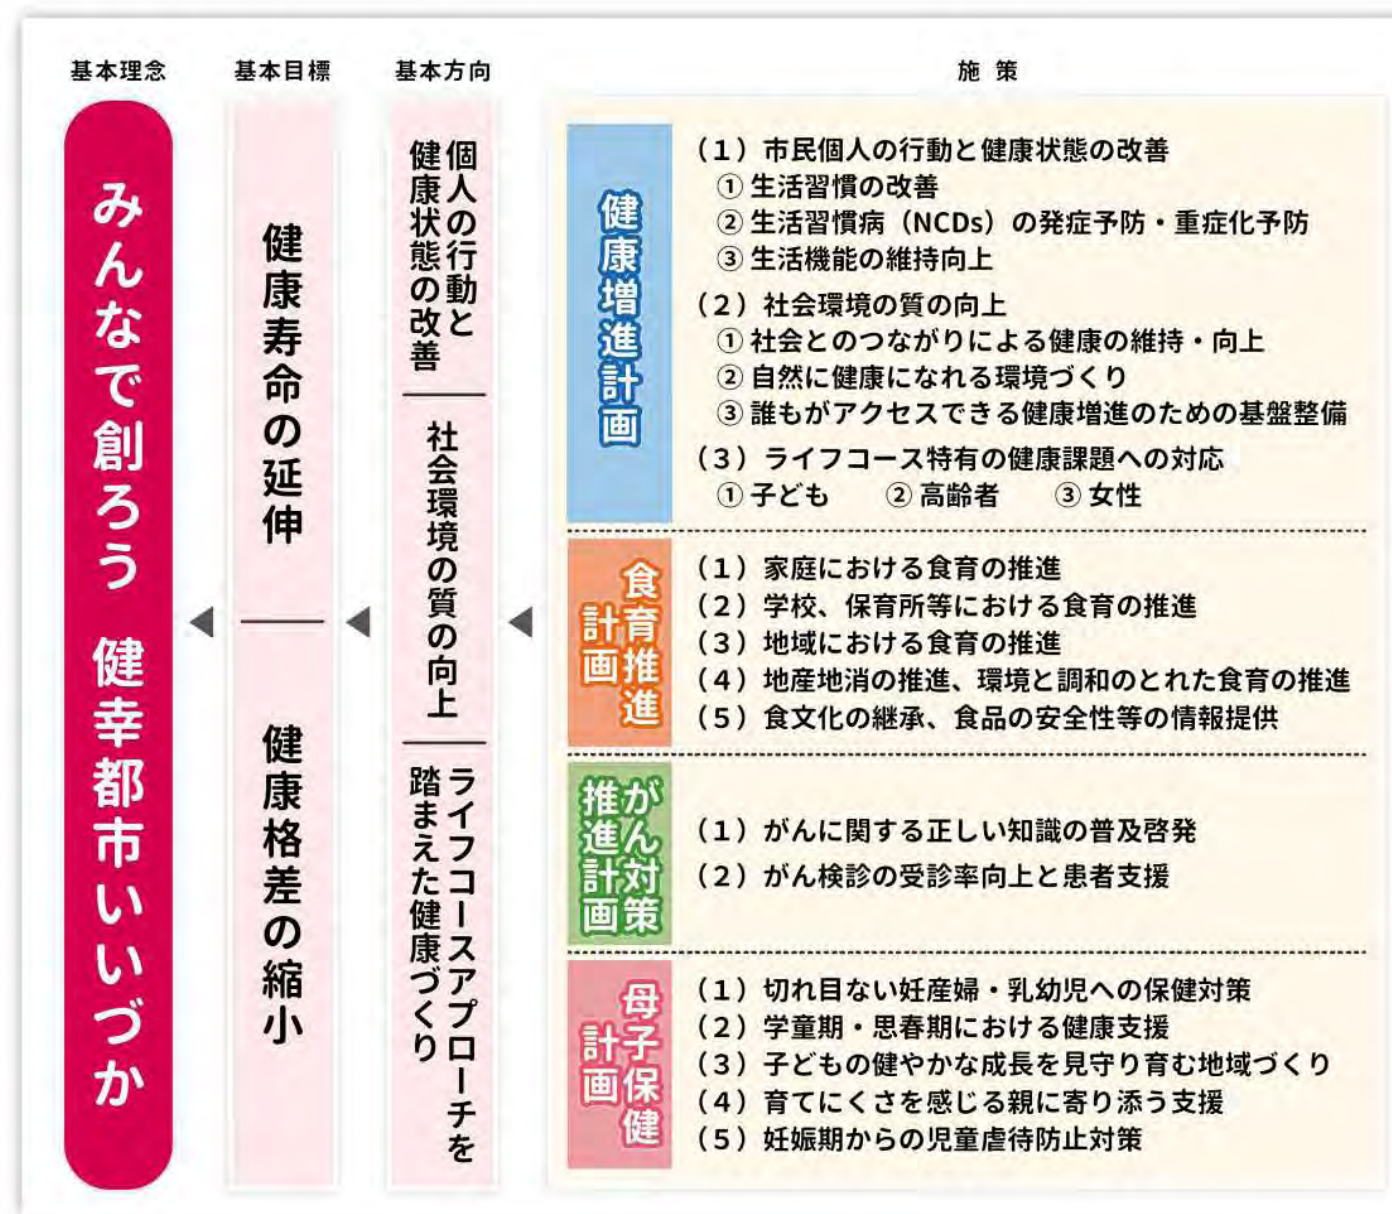 基本理念
基本目標
基本方向
施 策
みんなで創ろう 健幸都市いいづか
健康寿命の延伸
健康格差の縮小
個人の行動と
健康状態の改善
社会環境の質の向上
ライフコースアプローチを
踏まえた健康づくり
健康増進計画
（1）市民個人の行動と健康状態の改善
① 生活習慣の改善
② 生活習慣病（NCDs）の発症予防・重症化予防
③ 生活機能の維持向上
（2）社会環境の質の向上
① 社会とのつながりによる健康の維持・向上
② 自然に健康になれる環境づくり
③ 誰もがアクセスできる健康増進のための基盤整備
（3）ライフコース特有の健康課題への対応
① 子ども ② 高齢者 ③ 女性
食育推進
計画
（1）家庭における食育の推進
（2）学校、保育所等における食育の推進
（3）地域における食育の推進
（4）地産地消の推進、環境と調和のとれた食育の推進
（5）食文化の継承、食品の安全性等の情報提供
がん対策
推進計画
（1）がんに関する正しい知識の普及啓発
（2）がん検診の受診率向上と患者支援
母子保健
計画
（1）切れ目ない妊産婦・乳幼児への保健対策
（2）学童期・思春期における健康支援
（3）子どもの健やかな成長を見守り育む地域づくり
（4）育てにくさを感じる親に寄り添う支援
（5）妊娠期からの児童虐待防止対策